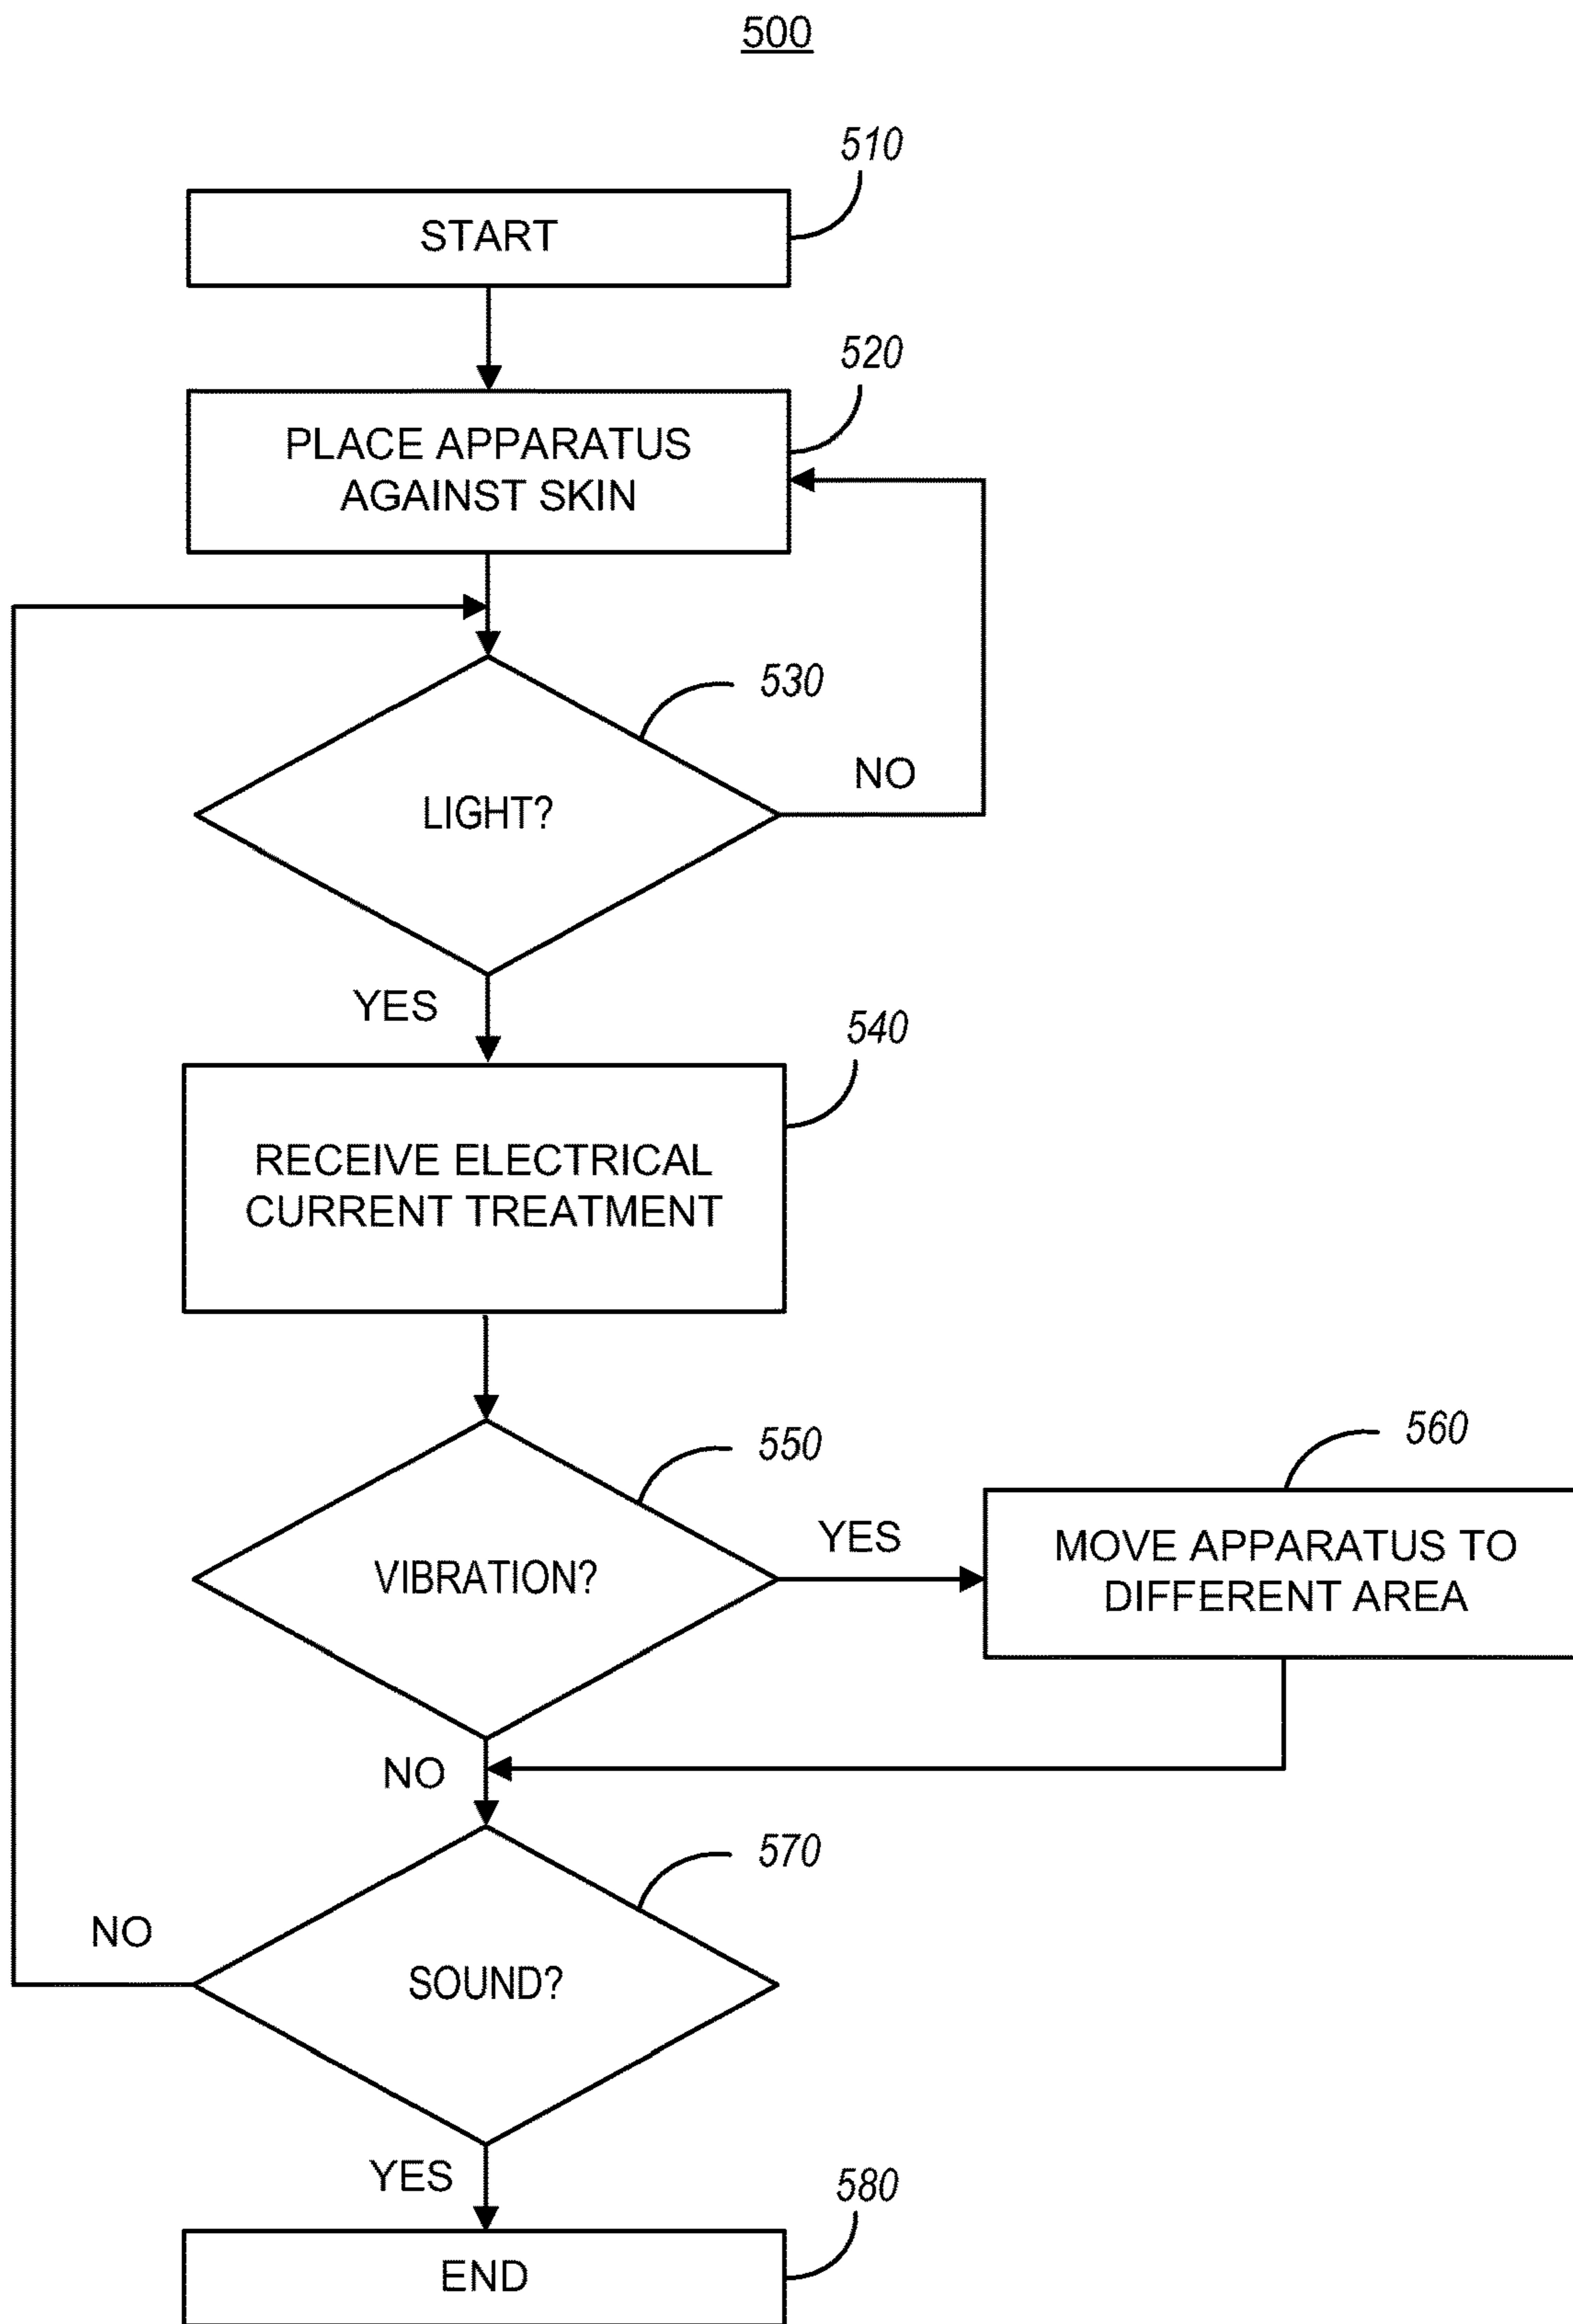 500
510
START
520
PLACE APPARATUS
AGAINST SKIN
530
NO
LIGHT?
YES
540
RECEIVE ELECTRICAL
CURRENT TREATMENT
550
560
YES
MOVE APPARATUS TO
DIFFERENT AREA
VIBRATION?
NO
570
NO
SOUND?
YES
580
END